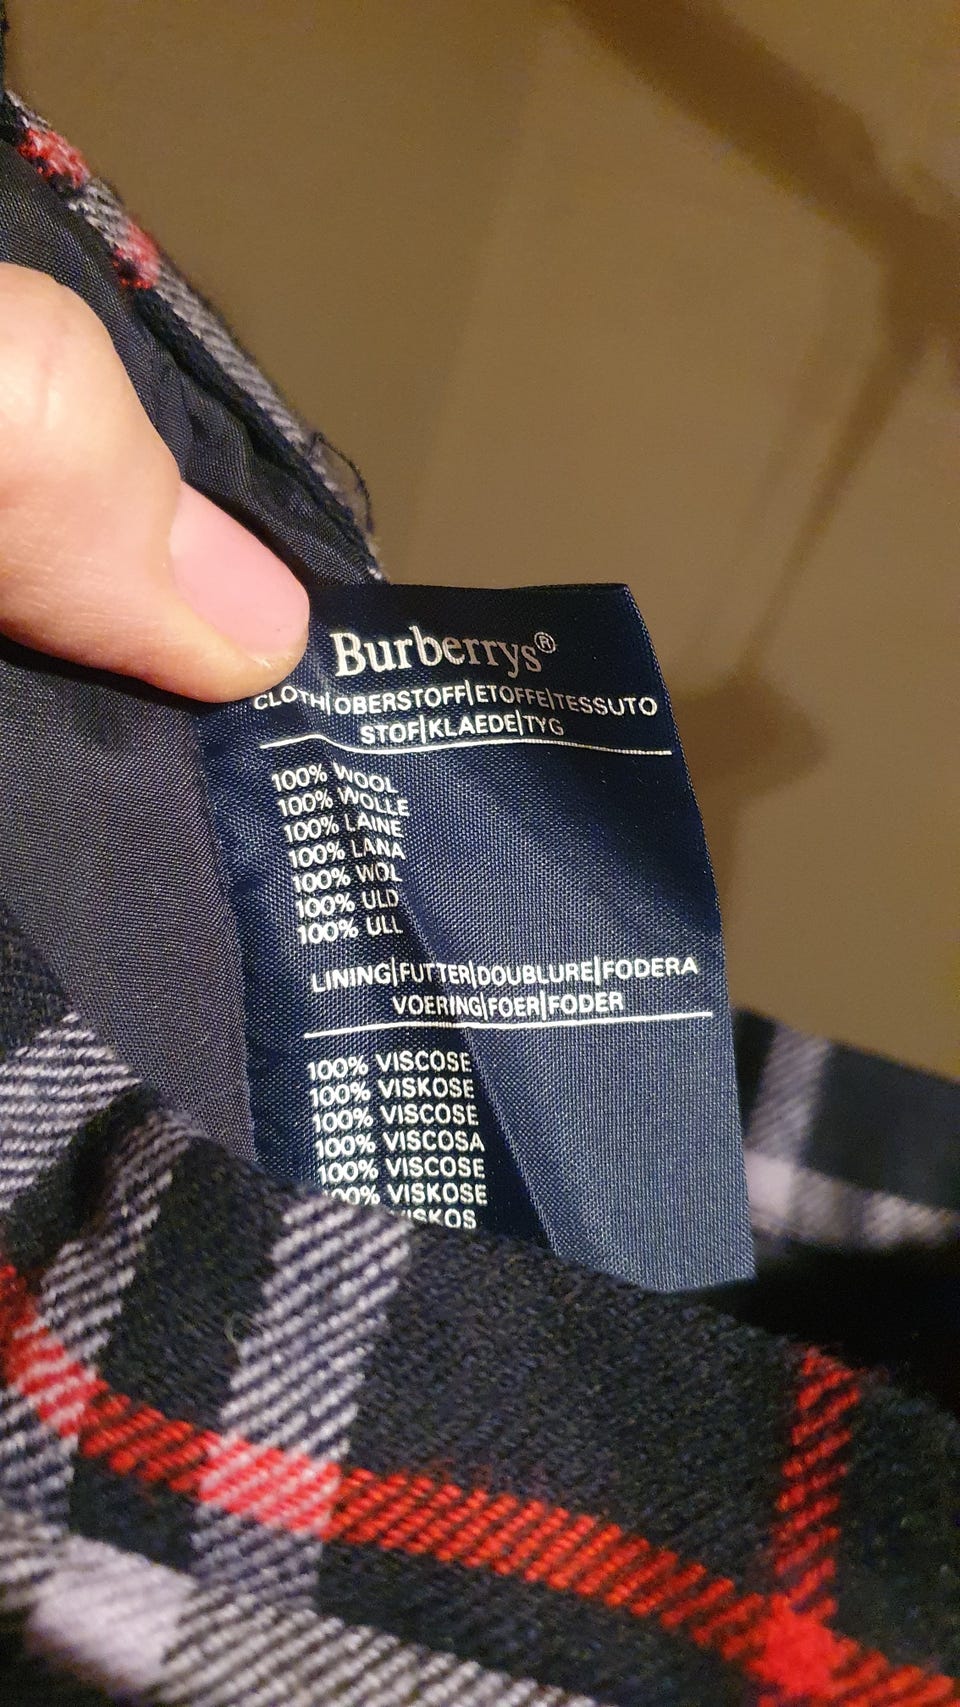 Burberrys®
CLOTH|OBERSTOFF|ETOFFE|TESSUTO
STOF|KLAEDE|TYG
100% WOOL
100% WOLLE
100% LAINE
100% LANA
100% WOL
100% ULD
100% ULL
LINING|FUTTER|DOUBLURE|FODERA
VOERING|FOER|FODER
100% VISCOSE
100% VISKOSE
100% VISCOSE
100% VISCOSA
100% VISCOSE
100% VISKOSE
VISKOS